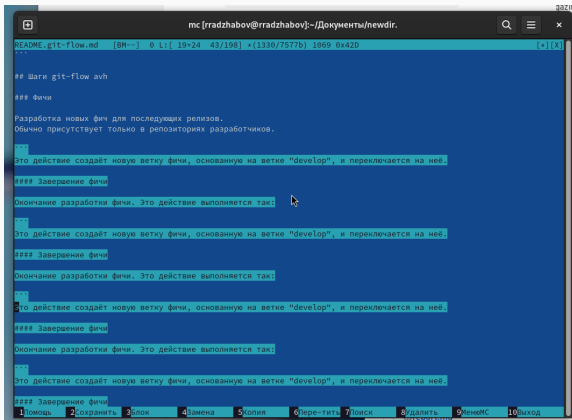 mc [rradzhabov@rradzhabov]:~/Документы/newdir.
README.git-flow.md [BM--] 0 L:[ 19+24 43/198] *(1330/7577b) 1069 0x42D [*][X]
```
## Шаги git-flow avh
### Фичи
Разработка новых фич для последующих релизов.
Обычно присутствует только в репозиториях разработчиков.
```
Это действие создаёт новую ветку фичи, основанную на ветке "develop", и переключается на неё.
#### Завершение фичи
Окончание разработки фичи. Это действие выполняется так:
```
Это действие создаёт новую ветку фичи, основанную на ветке "develop", и переключается на неё.
#### Завершение фичи
Окончание разработки фичи. Это действие выполняется так:
```
Это действие создаёт новую ветку фичи, основанную на ветке "develop", и переключается на неё.
#### Завершение фичи
Окончание разработки фичи. Это действие выполняется так:
```
Это действие создаёт новую ветку фичи, основанную на ветке "develop", и переключается на неё.
#### Завершение фичи
1Помощь 2Сохранить 3Блок 4Замена 5Копия 6Пере~тить 7Поиск 8Удалить 9МенюМС 10Выход